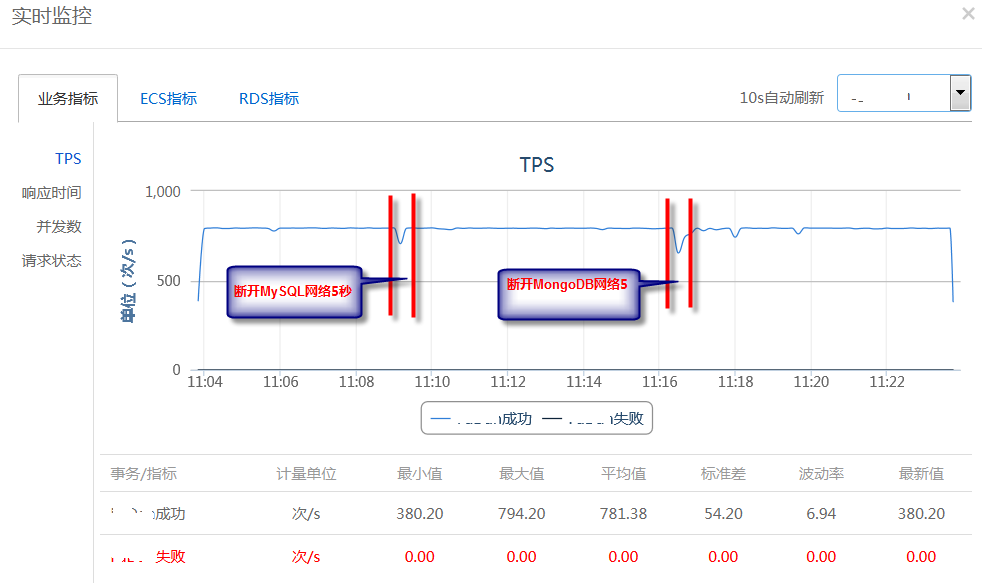 实时监控
×
业务指标 ECS指标 RDS指标 10s自动刷新
TPS
响应时间
并发数
请求状态
TPS
单位(次/s)
1,000
500
0
断开MySQL网络5秒
断开MongoDB网络5
11:04 11:06 11:08 11:10 11:12 11:14 11:16 11:18 11:20 11:22
成功 失败
事务/指标 计量单位 最小值 最大值 平均值 标准差 波动率 最新值
成功 次/s 380.20 794.20 781.38 54.20 6.94 380.20
失败 次/s 0.00 0.00 0.00 0.00 0.00 0.00